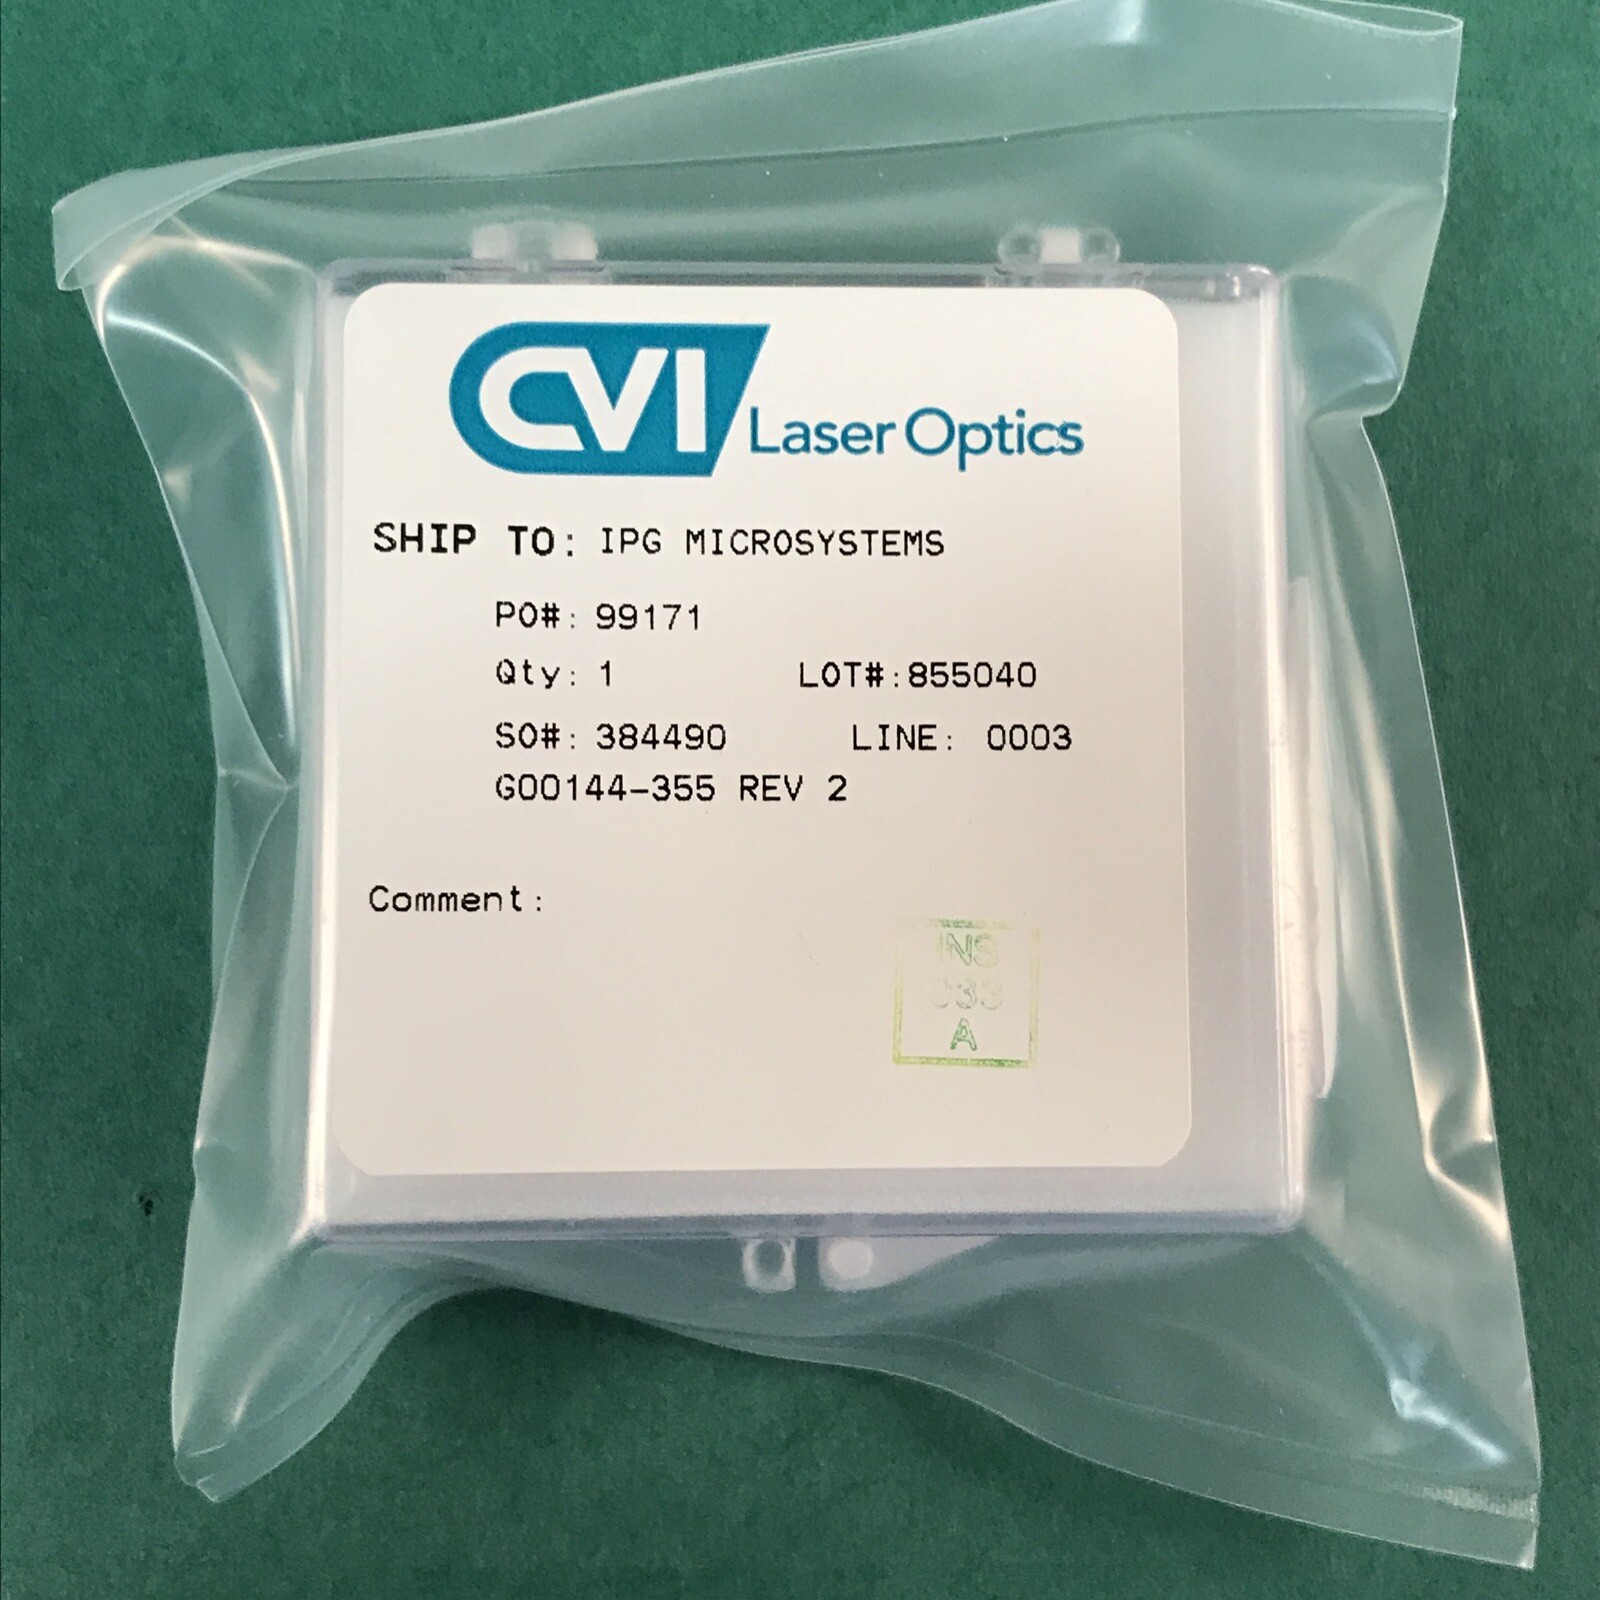 CVI Laser Optics
SHIP TO: IPG MICROSYSTEMS
PO#: 99171
Qty: 1 LOT#:855040
SO#: 384490 LINE: 0003
G00144-355 REV 2
Comment:
INS
A